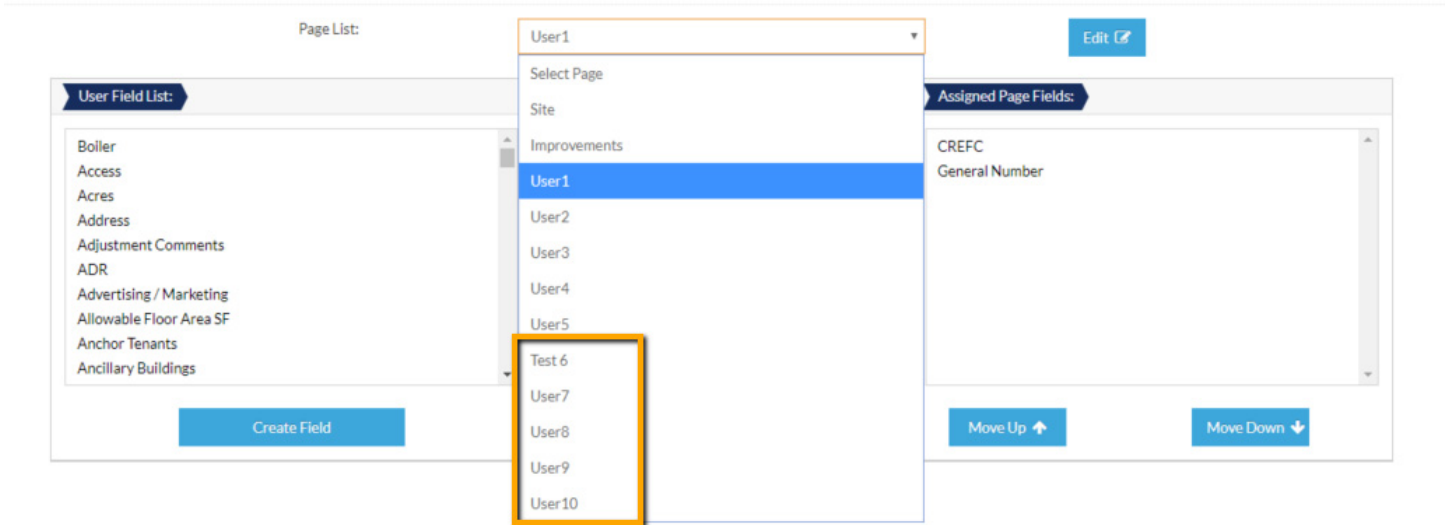 Page List:
User1
Edit
User Field List:
Boiler
Access
Acres
Address
Adjustment Comments
ADR
Advertising / Marketing
Allowable Floor Area SF
Anchor Tenants
Ancillary Buildings
Create Field
Select Page
Site
Improvements
User1
User2
User3
User4
User5
Test 6
User7
User8
User9
User10
Assigned Page Fields:
CREFC
General Number
Move Up
Move Down